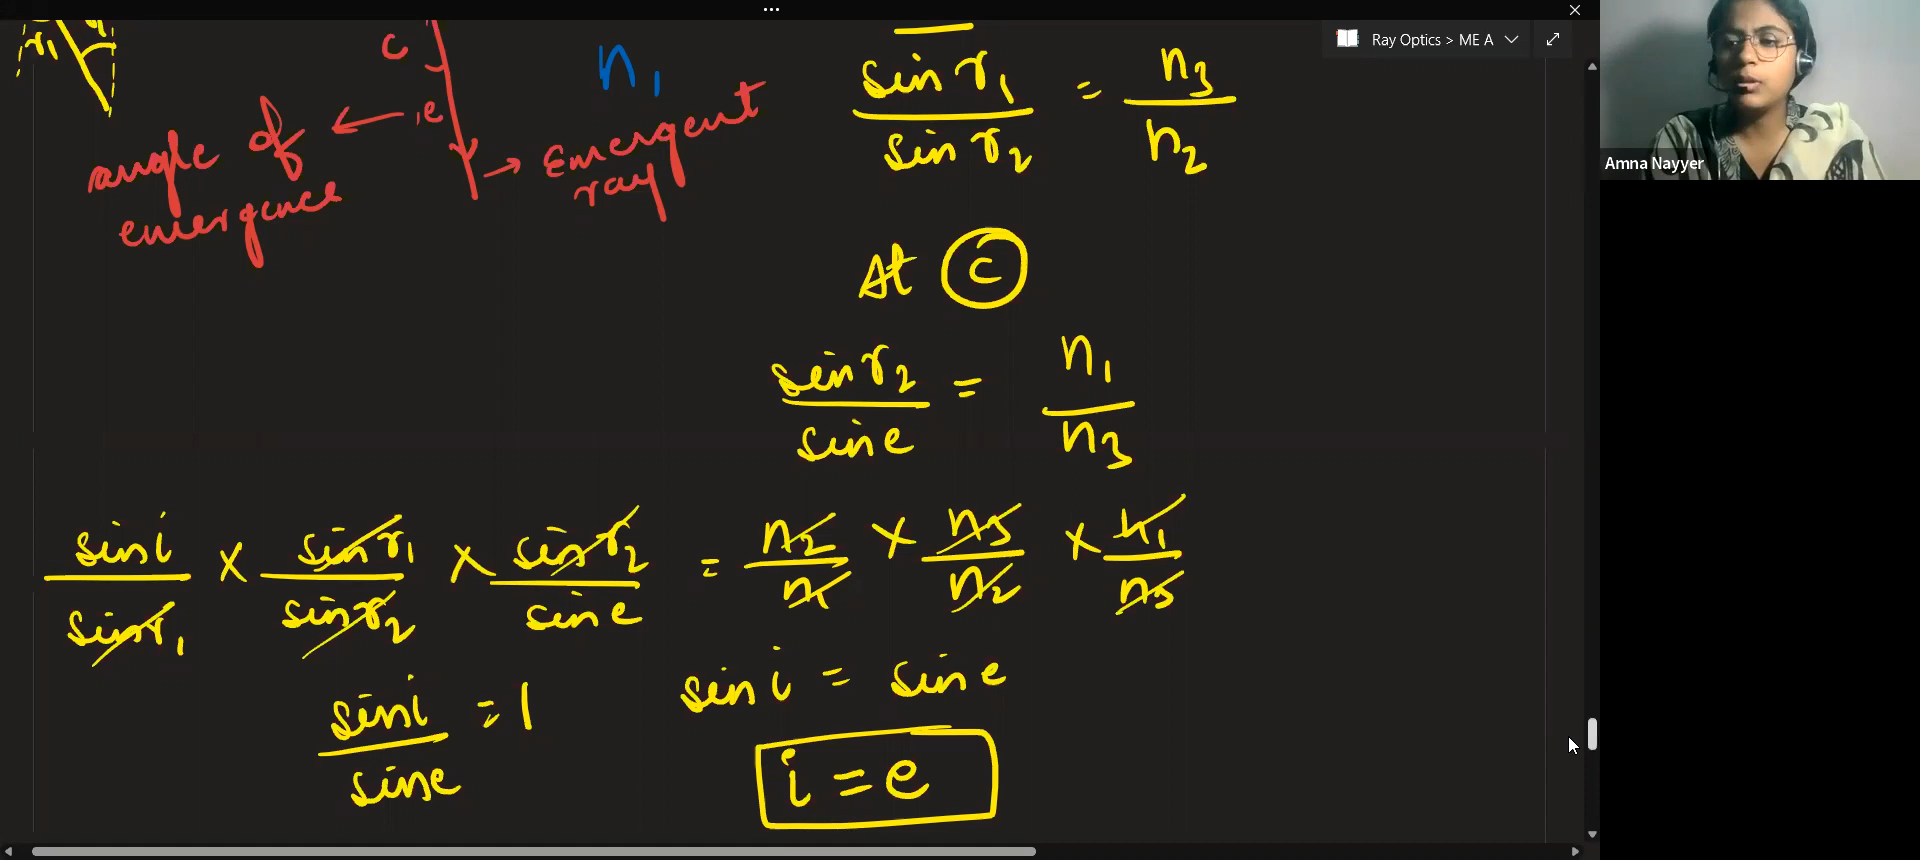 ...
Ray Optics > ME A
Amna Nayyer
r₁
c
n₁
e
angle of emergence
Emergent ray
sin r₁ / sin r₂ = n₃ / n₂
At C
sin r₂ / sin e = n₁ / n₃
sin i / sin r₁ × sin r₁ / sin r₂ × sin r₂ / sin e = n₂ / n₁ × n₃ / n₂ × n₁ / n₃
sin i / sin e = 1
sin i = sin e
i = e